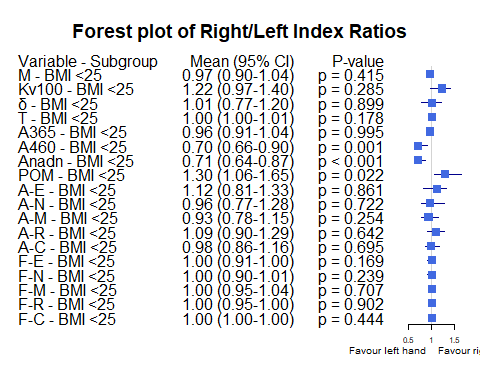 Forest plot of Right/Left Index Ratios
Variable - Subgroup Mean (95% CI) P-value
M - BMI <25 0.97 (0.90-1.04) p = 0.415
Kv100 - BMI <25 1.22 (0.97-1.40) p = 0.285
δ - BMI <25 1.01 (0.77-1.20) p = 0.899
T - BMI <25 1.00 (1.00-1.01) p = 0.178
A365 - BMI <25 0.96 (0.91-1.04) p = 0.995
A460 - BMI <25 0.70 (0.66-0.90) p = 0.001
Anadn - BMI <25 0.71 (0.64-0.87) p < 0.001
POM - BMI <25 1.30 (1.06-1.65) p = 0.022
A-E - BMI <25 1.12 (0.81-1.33) p = 0.861
A-N - BMI <25 0.96 (0.77-1.28) p = 0.722
A-M - BMI <25 0.93 (0.78-1.15) p = 0.254
A-R - BMI <25 1.09 (0.90-1.29) p = 0.642
A-C - BMI <25 0.98 (0.86-1.16) p = 0.695
F-E - BMI <25 1.00 (0.91-1.00) p = 0.169
F-N - BMI <25 1.00 (0.90-1.01) p = 0.239
F-M - BMI <25 1.00 (0.95-1.04) p = 0.707
F-R - BMI <25 1.00 (0.95-1.00) p = 0.902
F-C - BMI <25 1.00 (1.00-1.00) p = 0.444
0.5 1 1.5
Favour left hand Favour rig